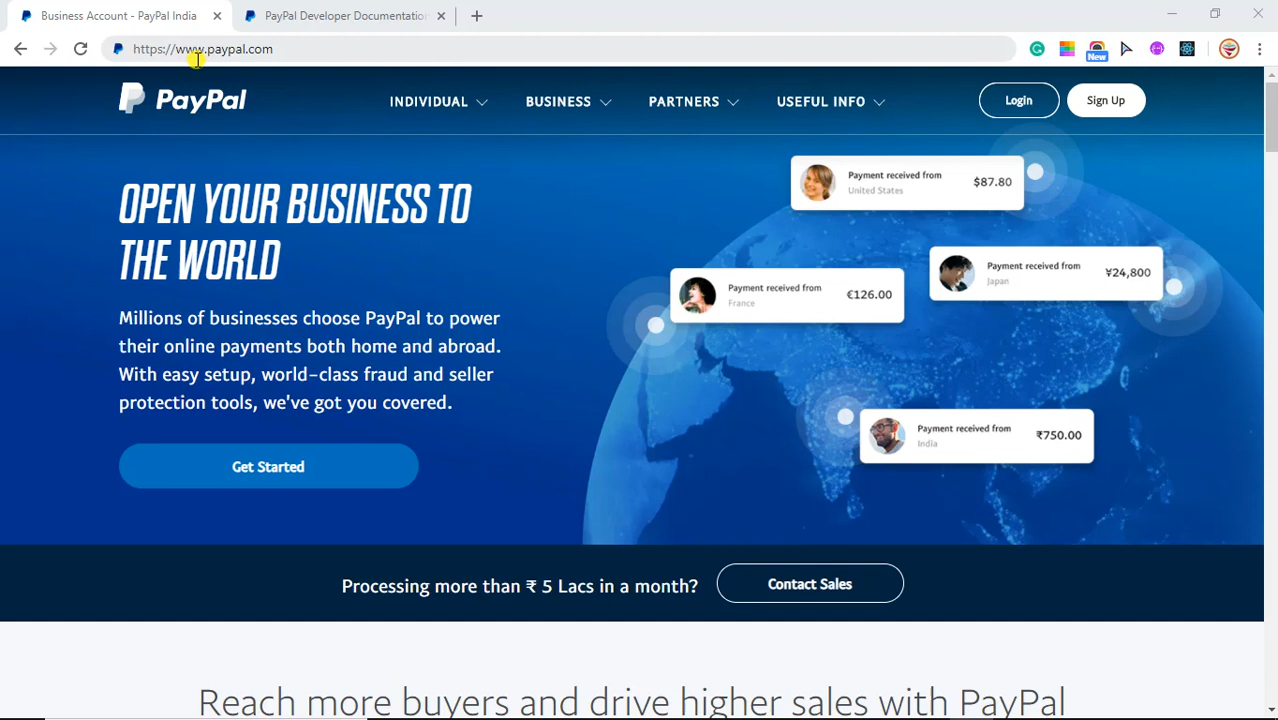 Business Account - PayPal India
PayPal Developer Documentation
https://www.paypal.com
New
PayPal
INDIVIDUAL
BUSINESS
PARTNERS
USEFUL INFO
Login
Sign Up
OPEN YOUR BUSINESS TO
THE WORLD
Millions of businesses choose PayPal to power
their online payments both home and abroad.
With easy setup, world-class fraud and seller
protection tools, we've got you covered.
Get Started
Payment received from
United States
$87.80
Payment received from
Japan
¥24,800
Payment received from
France
€126.00
Payment received from
India
₹750.00
Processing more than ₹ 5 Lacs in a month?
Contact Sales
Reach more buyers and drive higher sales with PayPal